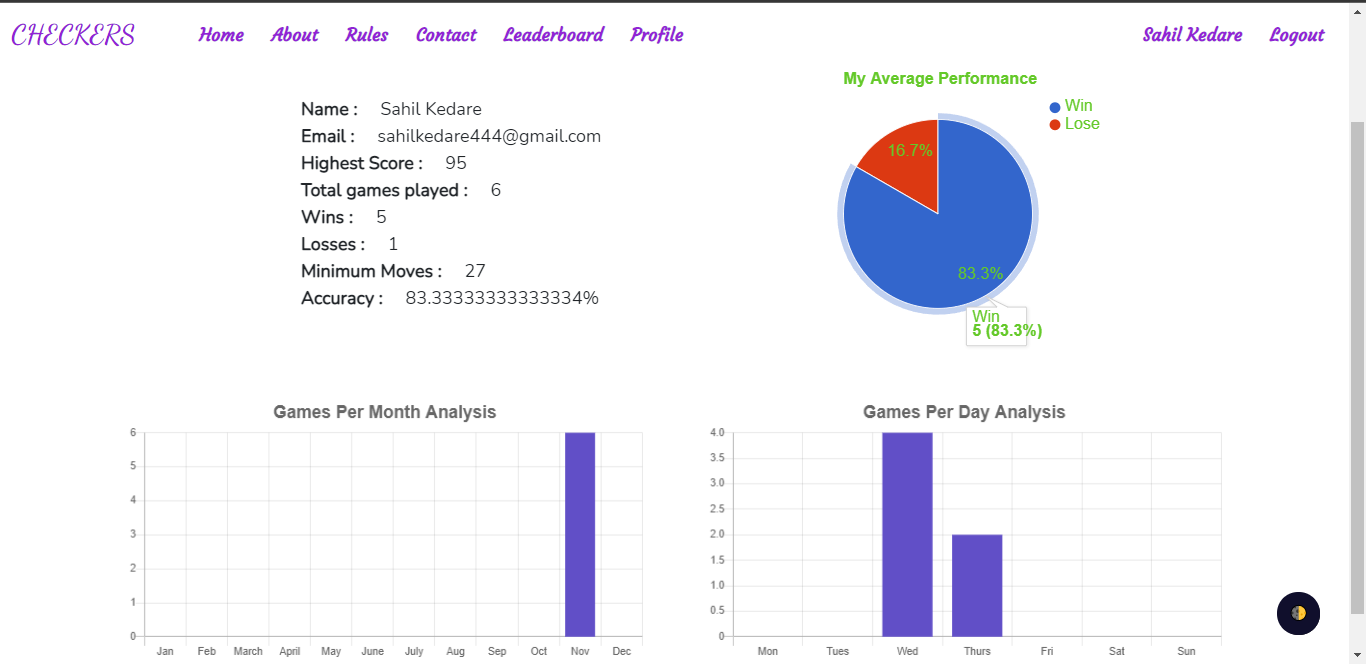 CHECKERS Home About Rules Contact Leaderboard Profile Sahil Kedare Logout
Name : Sahil Kedare
Email : sahilkedare444@gmail.com
Highest Score : 95
Total games played : 6
Wins : 5
Losses : 1
Minimum Moves : 27
Accuracy : 83.33333333333334%
My Average Performance
Win
Lose
16.7%
83.3%
Win
5 (83.3%)
Games Per Month Analysis
6
5
4
3
2
1
0
Jan Feb March April May June July Aug Sep Oct Nov Dec
Games Per Day Analysis
4.0
3.5
3.0
2.5
2.0
1.5
1.0
0.5
0
Mon Tues Wed Thurs Fri Sat Sun